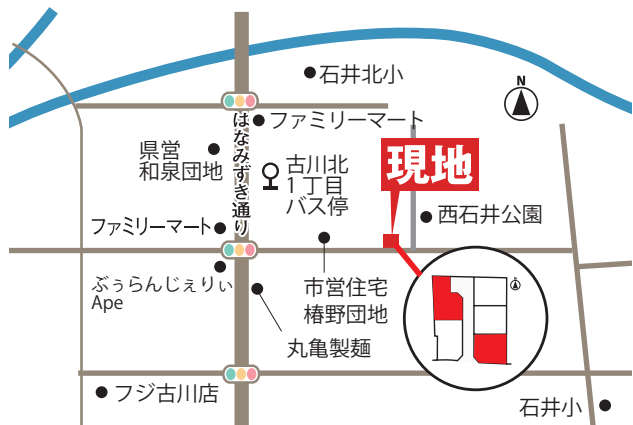 石井北小
N
ファミリーマート
はなみずき通り
県営
和泉団地
古川北
1丁目
バス停
現地
西石井公園
ファミリーマート
ぶぅらんじぇりぃ
Ape
市営住宅
椿野団地
丸亀製麺
フジ古川店
石井小